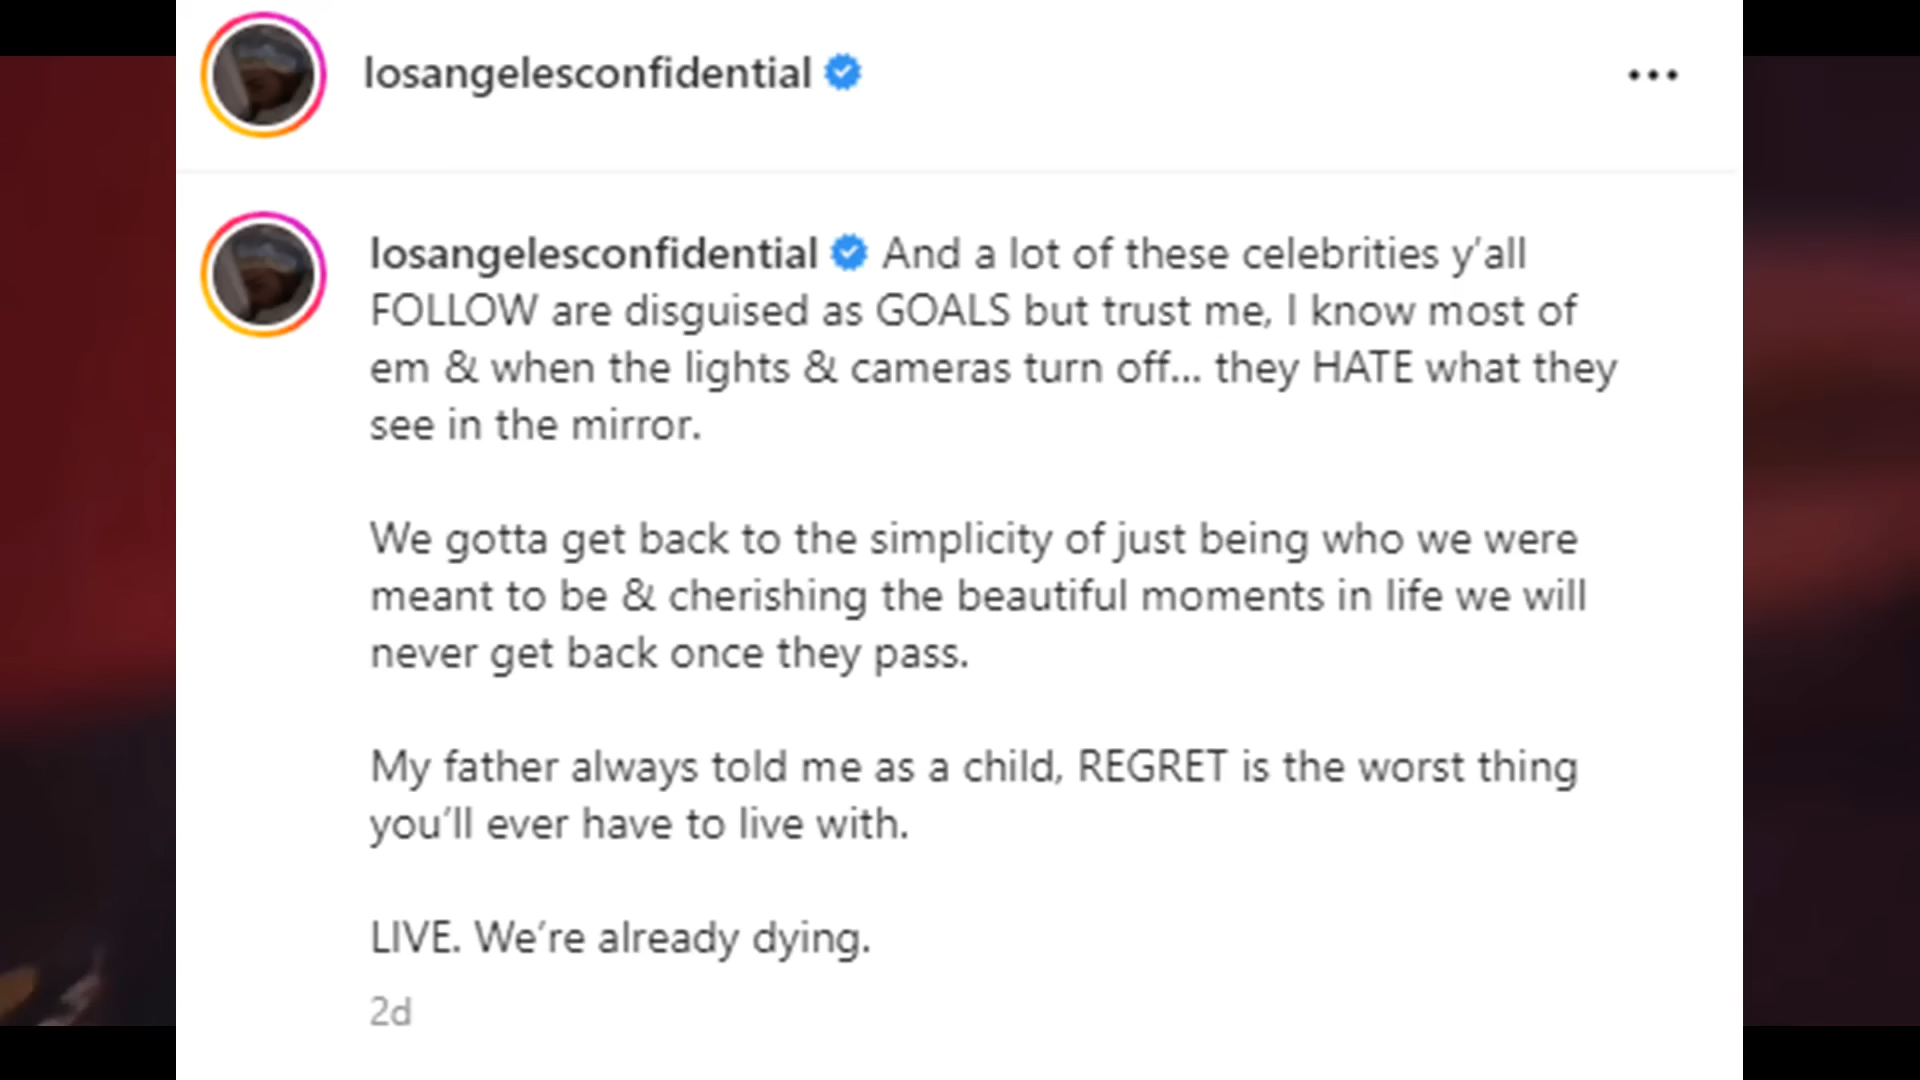 losangelesconfidential
losangelesconfidential And a lot of these celebrities y’all
FOLLOW are disguised as GOALS but trust me, I know most of
em & when the lights & cameras turn off... they HATE what they
see in the mirror.
We gotta get back to the simplicity of just being who we were
meant to be & cherishing the beautiful moments in life we will
never get back once they pass.
My father always told me as a child, REGRET is the worst thing
you’ll ever have to live with.
LIVE. We’re already dying.
2d